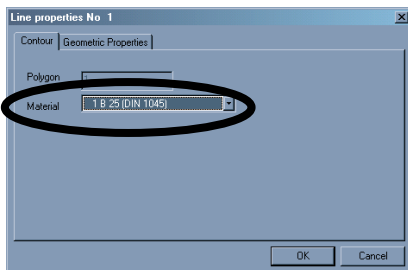 Line properties No 1
Contour Geometric Properties
Polygon 1
Material 1 B 25 (DIN 1045)
OK Cancel